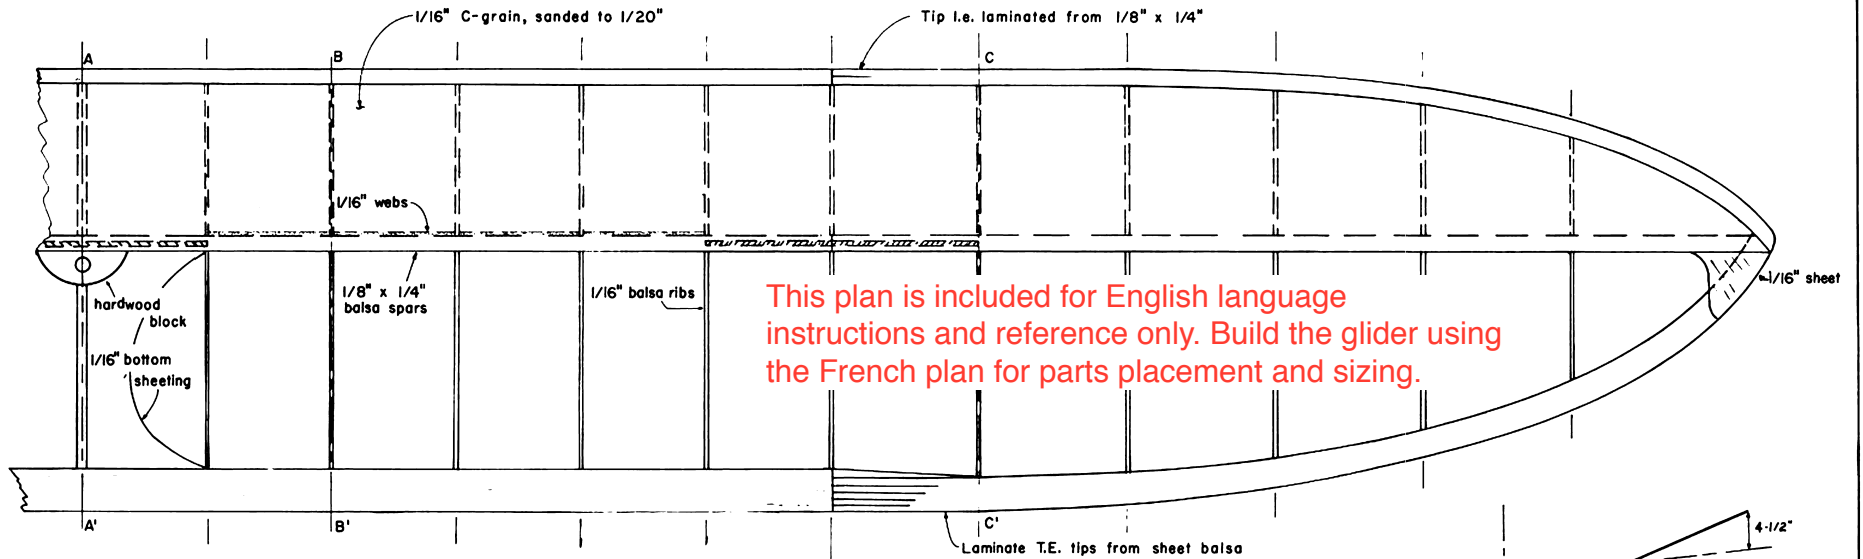 1/16" C-grain, sanded to 1/20"
Tip l.e. laminated from 1/8" x 1/4"
A
B
C
1/16" webs
hardwood
block
1/8" x 1/4"
balsa spars
1/16" balsa ribs
1/16" sheet
This plan is included for English language
instructions and reference only. Build the glider using
the French plan for parts placement and sizing.
1/16" bottom
sheeting
A'
B'
C'
Laminate T.E. tips from sheet balsa
4-1/2"